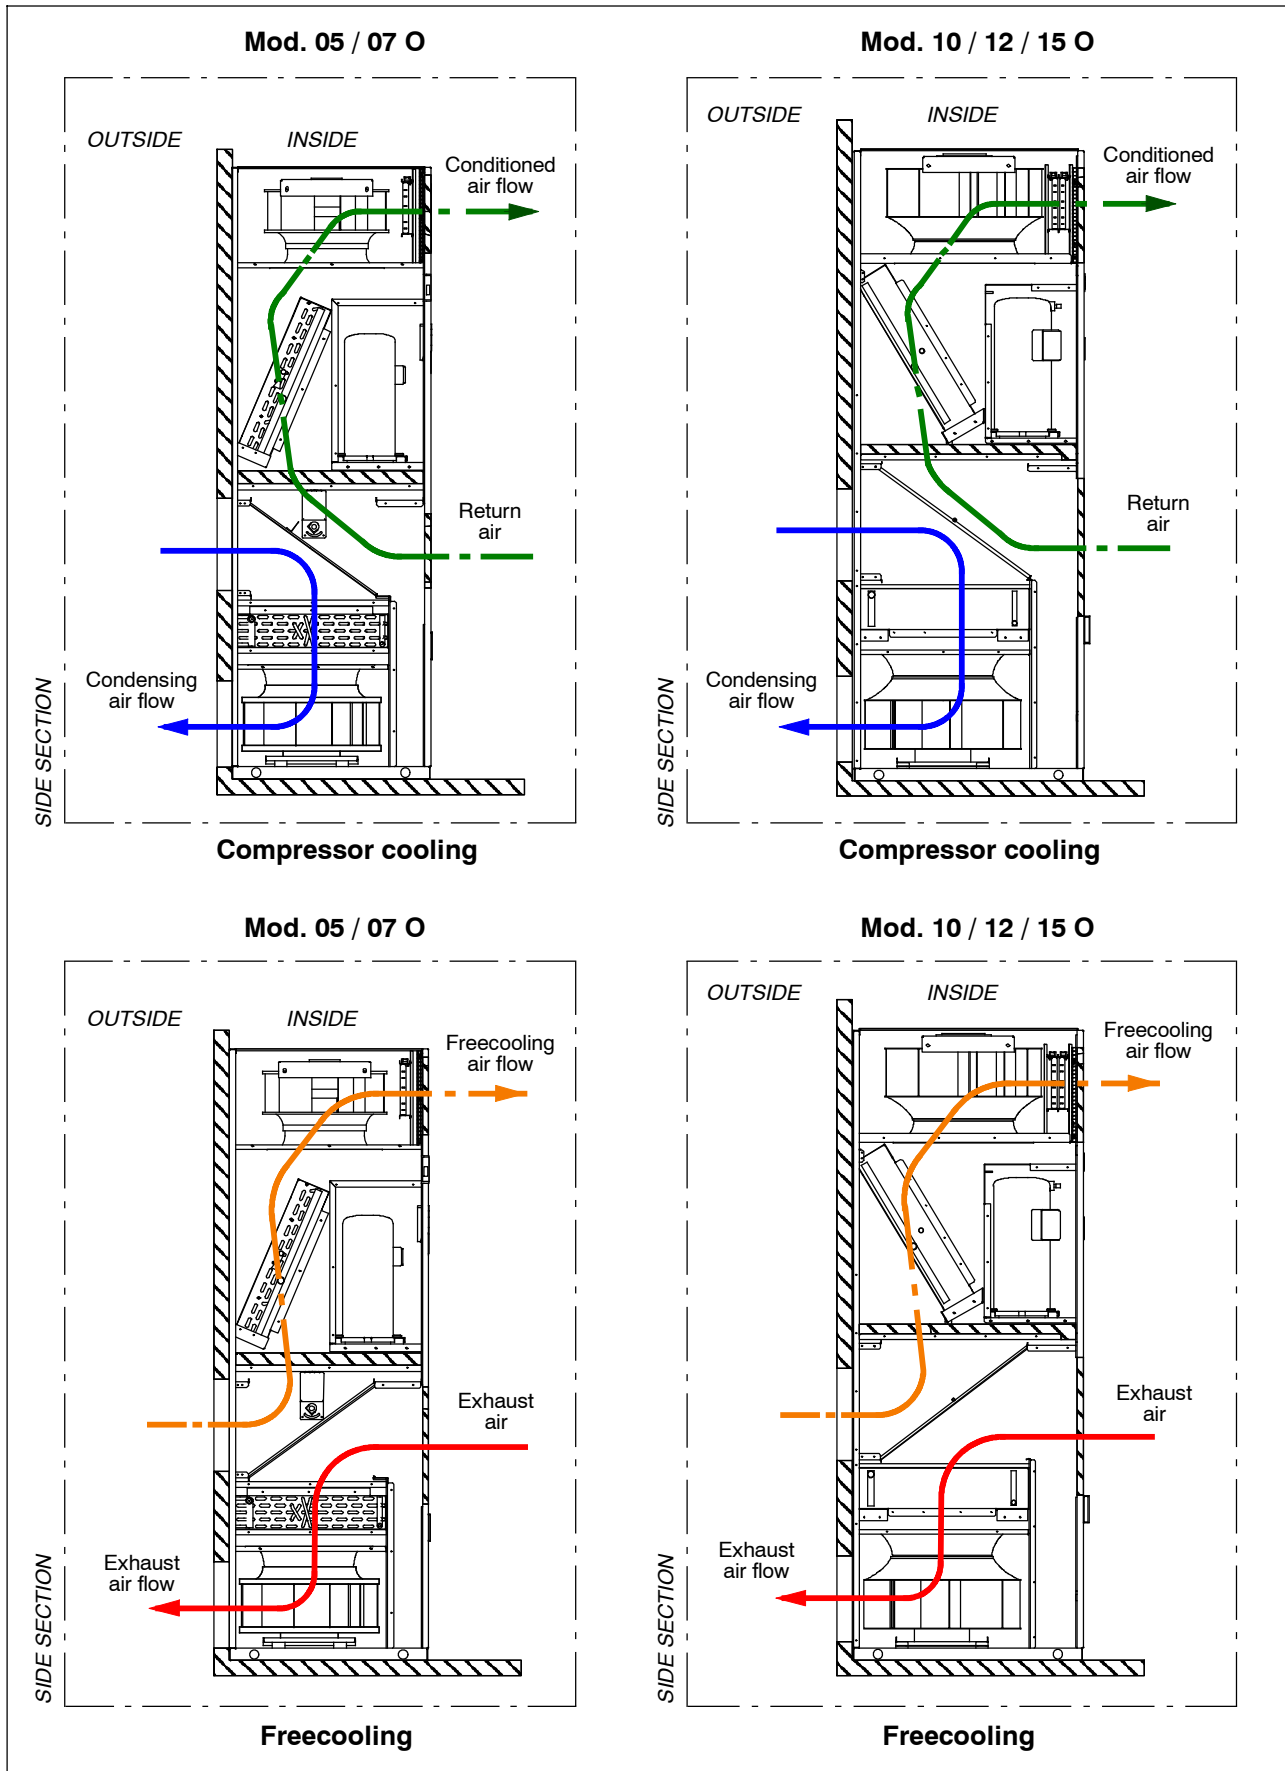 Mod. 05 / 07 O
OUTSIDE
INSIDE
Conditioned
air flow
Return
air
Condensing
air flow
SIDE SECTION
Compressor cooling
Mod. 10 / 12 / 15 O
OUTSIDE
INSIDE
Conditioned
air flow
Return
air
Condensing
air flow
SIDE SECTION
Compressor cooling
Mod. 05 / 07 O
OUTSIDE
INSIDE
Freecooling
air flow
Exhaust
air
Exhaust
air flow
SIDE SECTION
Freecooling
Mod. 10 / 12 / 15 O
OUTSIDE
INSIDE
Freecooling
air flow
Exhaust
air
Exhaust
air flow
SIDE SECTION
Freecooling